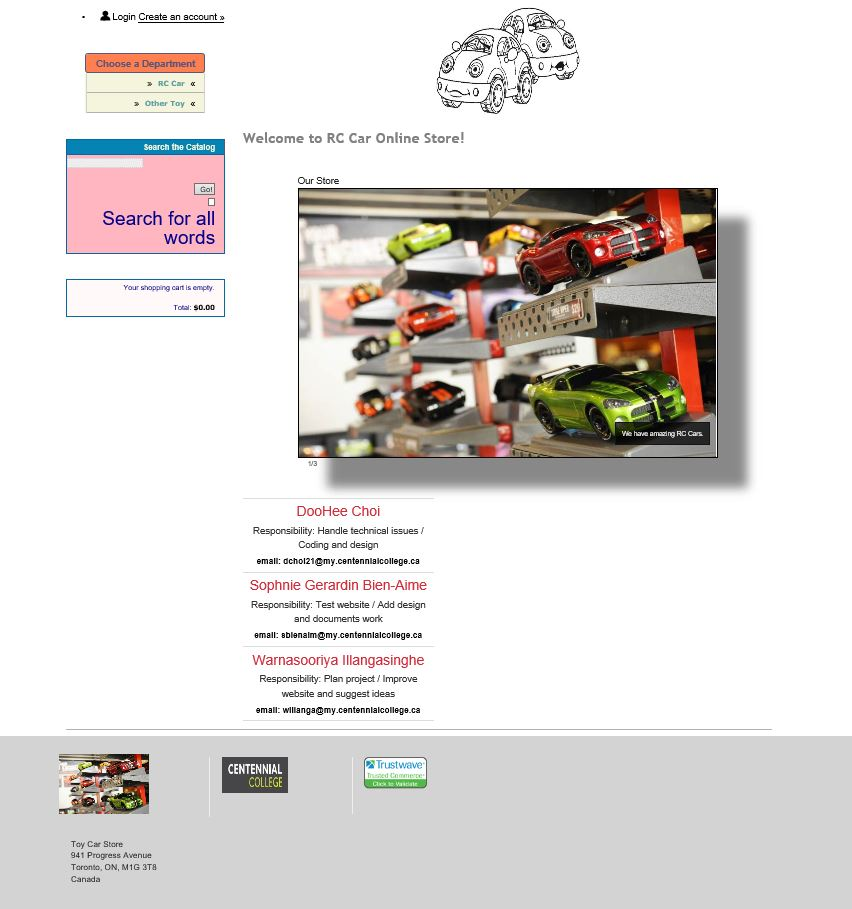 Login Create an account »
Choose a Department
» RC Car «
» Other Toy «
Search the Catalog
Go!
Search for all
words
Your shopping cart is empty.
Total: $0.00
Welcome to RC Car Online Store!
Our Store
We have amazing RC Cars.
1/3
DooHee Choi
Responsibility: Handle technical issues /
Coding and design
email: dchoi21@my.centennialcollege.ca
Sophnie Gerardin Bien-Aime
Responsibility: Test website / Add design
and documents work
email: sbienaim@my.centennialcollege.ca
Warnasooriya Illangasinghe
Responsibility: Plan project / Improve
website and suggest ideas
email: willanga@my.centennialcollege.ca
CENTENNIAL
COLLEGE
Trustwave
Trusted Commerce
Click to Validate
Toy Car Store
941 Progress Avenue
Toronto, ON, M1G 3T8
Canada